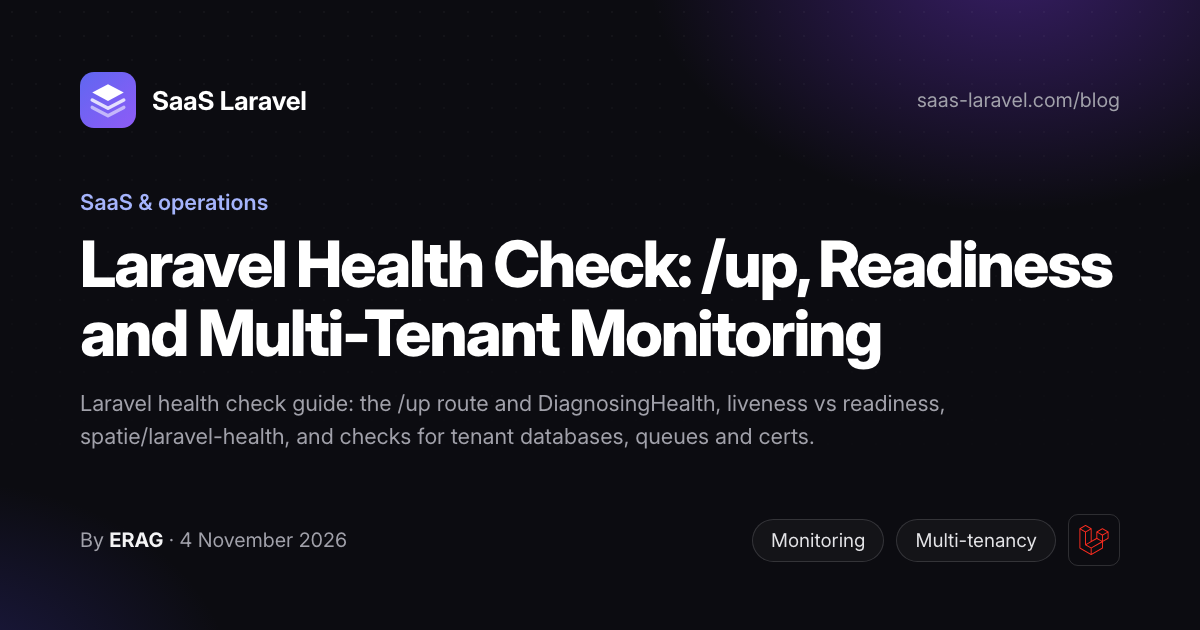 SaaS Laravel
saas-laravel.com/blog
SaaS & operations
Laravel Health Check: /up, Readiness
and Multi-Tenant Monitoring
Laravel health check guide: the /up route and DiagnosingHealth, liveness vs readiness,
spatie/laravel-health, and checks for tenant databases, queues and certs.
By ERAG · 4 November 2026
Monitoring
Multi-tenancy